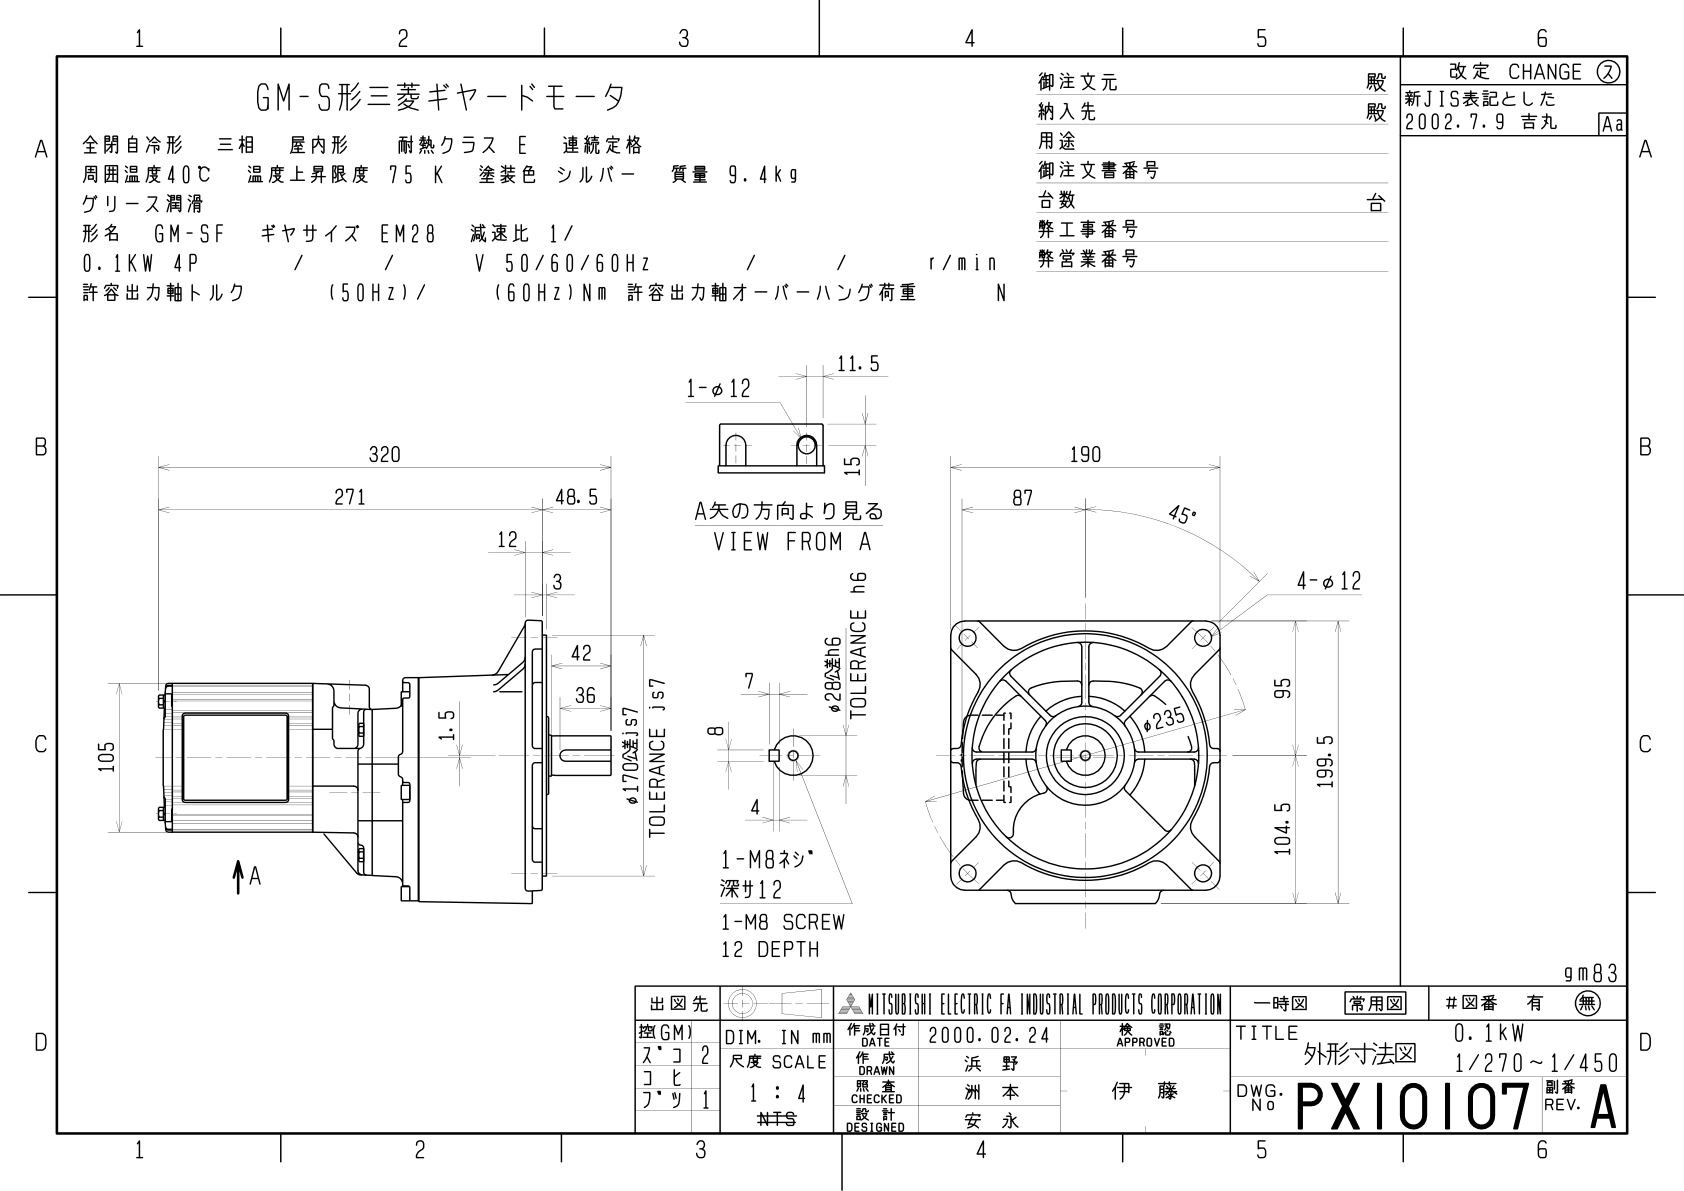 1 2 3 4 5 6
A
B
C
D
A
B
C
D
GM-S形三菱ギヤードモータ
全閉自冷形 三相 屋内形 耐熱クラス E 連続定格
周囲温度40℃ 温度上昇限度 75 K 塗装色 シルバー 質量 9.4kg
グリース潤滑
形名 GM-SF ギヤサイズ EM28 減速比 1/
0.1KW 4P / / V 50/60/60Hz / / r/min
許容出力軸トルク (50Hz)/ (60Hz)Nm 許容出力軸オーバーハング荷重 N
御注文元 殿
納入先 殿
用途
御注文書番号
台数 台
弊工事番号
弊営業番号
改定 CHANGE ス
新JIS表記とした
2002.7.9 吉丸 Aa
11.5
1-φ12
15
A矢の方向より見る
VIEW FROM A
320
271
48.5
12
3
42
36
1.5
105
φ170公差js7
TOLERANCE js7
A
7
8
4
φ28公差h6
TOLERANCE h6
1-M8ネジ
深サ12
1-M8 SCREW
12 DEPTH
190
87
45°
4-φ12
φ235
95
104.5
199.5
gm83
出図先
MITSUBISHI ELECTRIC FA INDUSTRIAL PRODUCTS CORPORATION
一時図 常用図 #図番 有 無
控(GM)
ズコ 2
コヒ
ブツ 1
DIM. IN mm
尺度 SCALE
1 : 4
NTS
作成日付
DATE
2000.02.24
検 認
APPROVED
作 成
DRAWN
浜 野
照 査
CHECKED
洲 本
設 計
DESIGNED
安 永
伊 藤
TITLE
外形寸法図
0.1kW
1/270~1/450
DWG.
No
PX10107
副番
REV.
A
1 2 3 4 5 6